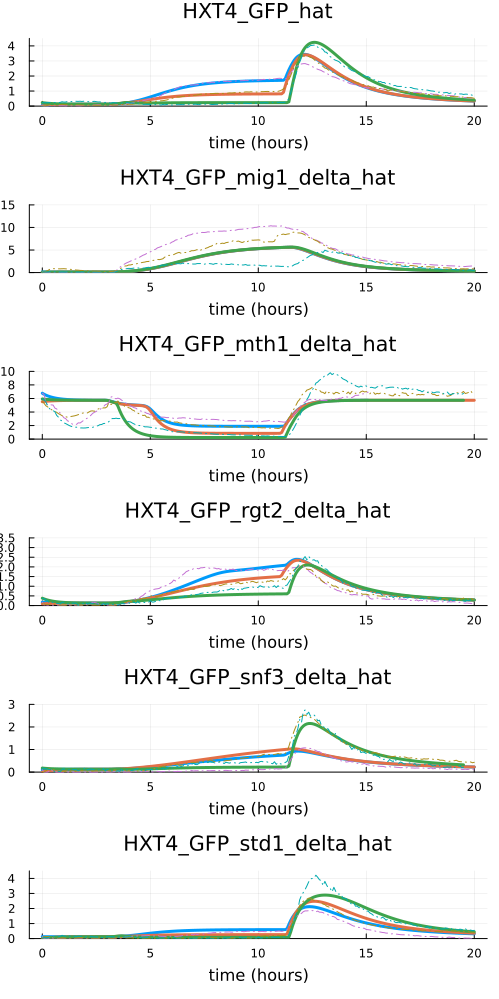 HXT4_GFP_hat
4
3
2
1
0
0 5 10 15 20
time (hours)
HXT4_GFP_mig1_delta_hat
15
10
5
0
0 5 10 15 20
time (hours)
HXT4_GFP_mth1_delta_hat
10
8
6
4
2
0
0 5 10 15 20
time (hours)
HXT4_GFP_rgt2_delta_hat
3.5
3.0
2.5
2.0
1.5
1.0
0.5
0.0
0 5 10 15 20
time (hours)
HXT4_GFP_snf3_delta_hat
3
2
1
0
0 5 10 15 20
time (hours)
HXT4_GFP_std1_delta_hat
4
3
2
1
0
0 5 10 15 20
time (hours)